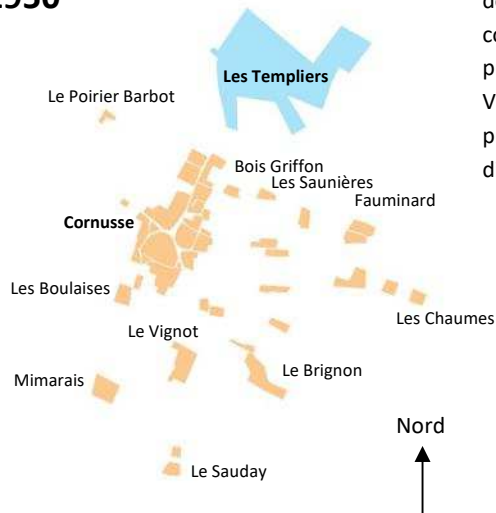 Les Templiers
Le Poirier Barbot
Bois Griffon
Les Saunières
Fauminard
Cornusse
Les Boulaises
Les Chaumes
Le Vignot
Le Brignon
Mimarais
Nord
Le Sauday